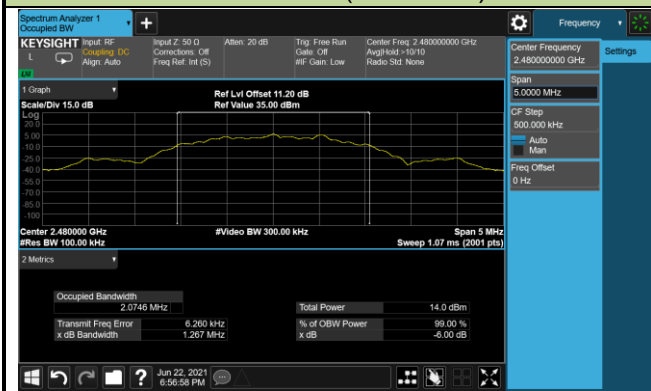 Spectrum Analyzer 1
Occupied BW
+
Frequency
KEYSIGHT
L
Input: RF
Coupling: DC
Align: Auto
Input Z: 50 Ω
Corrections: Off
Freq Ref: Int (S)
Atten: 20 dB
Trig: Free Run
Gate: Off
#IF Gain: Low
Center Freq: 2.480000000 GHz
Avg|Hold:>10/10
Radio Std: None
Center Frequency
2.480000000 GHz
Settings
Span
5.0000 MHz
CF Step
500.000 kHz
Auto
Man
Freq Offset
0 Hz
1 Graph
Scale/Div 15.0 dB
Ref Lvl Offset 11.20 dB
Ref Value 35.00 dBm
Log
20.0
5.00
-10.0
-25.0
-40.0
-55.0
-70.0
-85.0
-100
Center 2.480000 GHz
#Res BW 100.00 kHz
#Video BW 300.00 kHz
Span 5 MHz
Sweep 1.07 ms (2001 pts)
2 Metrics
Occupied Bandwidth
2.0746 MHz
Total Power 14.0 dBm
Transmit Freq Error 6.260 kHz
% of OBW Power 99.00 %
x dB Bandwidth 1.267 MHz
x dB -6.00 dB
?
Jun 22, 2021
6:56:58 PM